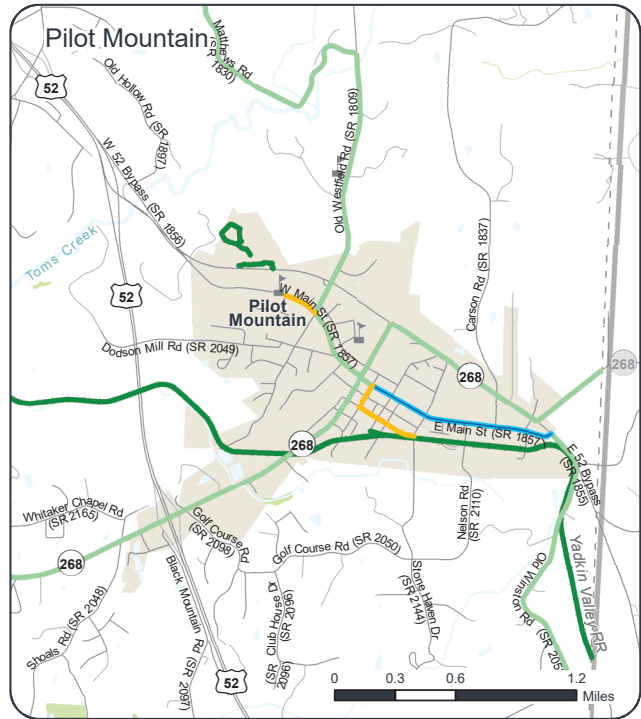 Pilot Mountain
Matthews Rd
(SR 1830)
52
Old Hollow Rd (SR 1897)
Old Westfield Rd (SR 1809)
W 52 Bypass (SR 1856)
Toms Creek
Carson Rd (SR 1837)
52
W Main St (SR 1857)
Pilot
Mountain
Dodson Mill Rd (SR 2049)
268
268
E Main St (SR 1857)
268
E 52 Bypass
(SR 1855)
Whitaker Chapel Rd
(SR 2165)
Golf Course Rd
(SR 2098)
Nelson Rd
(SR 2110)
Golf Course Rd (SR 2050)
268
Black Mountain Rd
(SR 2097)
Club House Dr
(SR 2096)
(SR 2096)
Stone Haven Dr
(SR 2144)
Old Winston Rd (SR 205
Yadkin Valley RR
Shoals Rd (SR 2048)
52
0 0.3 0.6 1.2
Miles